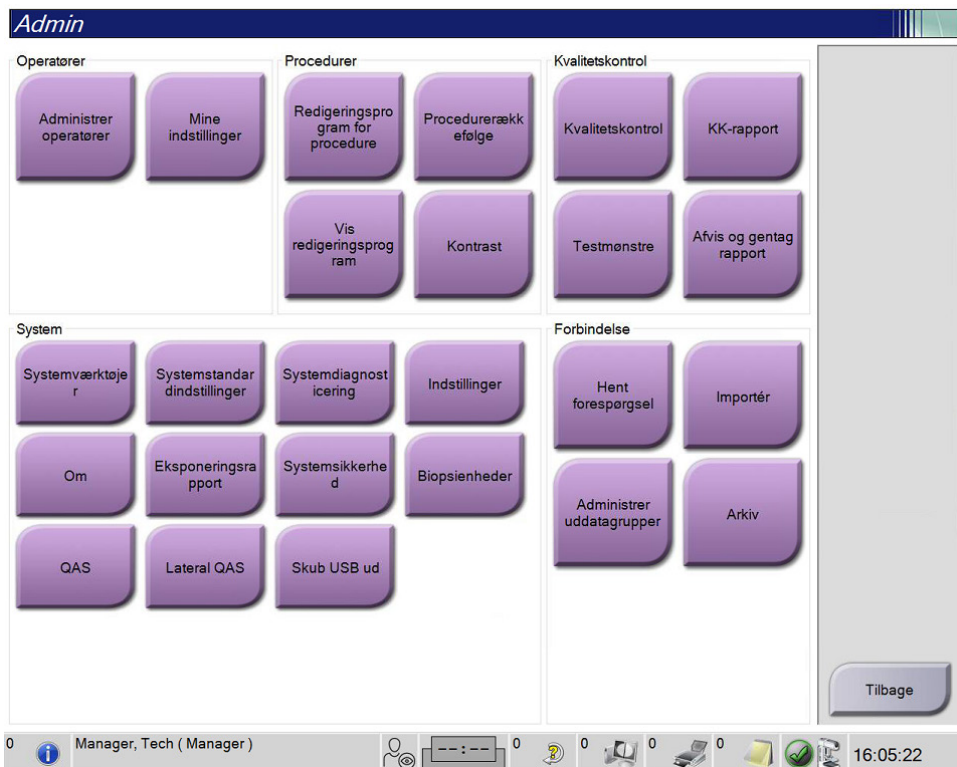 Admin
Operatører
Administrer
operatører
Mine
indstillinger
Procedurer
Redigeringspro
gram for
procedure
Procedurerækk
efølge
Vis
redigeringsprog
ram
Kontrast
Kvalitetskontrol
Kvalitetskontrol
KK-rapport
Testmønstre
Afvis og gentag
rapport
System
Systemværktøje
r
Systemstandar
dindstillinger
Systemdiagnost
icering
Indstillinger
Om
Eksponeringsra
pport
Systemsikkerhe
d
Biopsienheder
QAS
Lateral QAS
Skub USB ud
Forbindelse
Hent
forespørgsel
Importér
Administrer
uddatagrupper
Arkiv
Tilbage
0
Manager, Tech ( Manager )
--:--
0
0
0
0
16:05:22